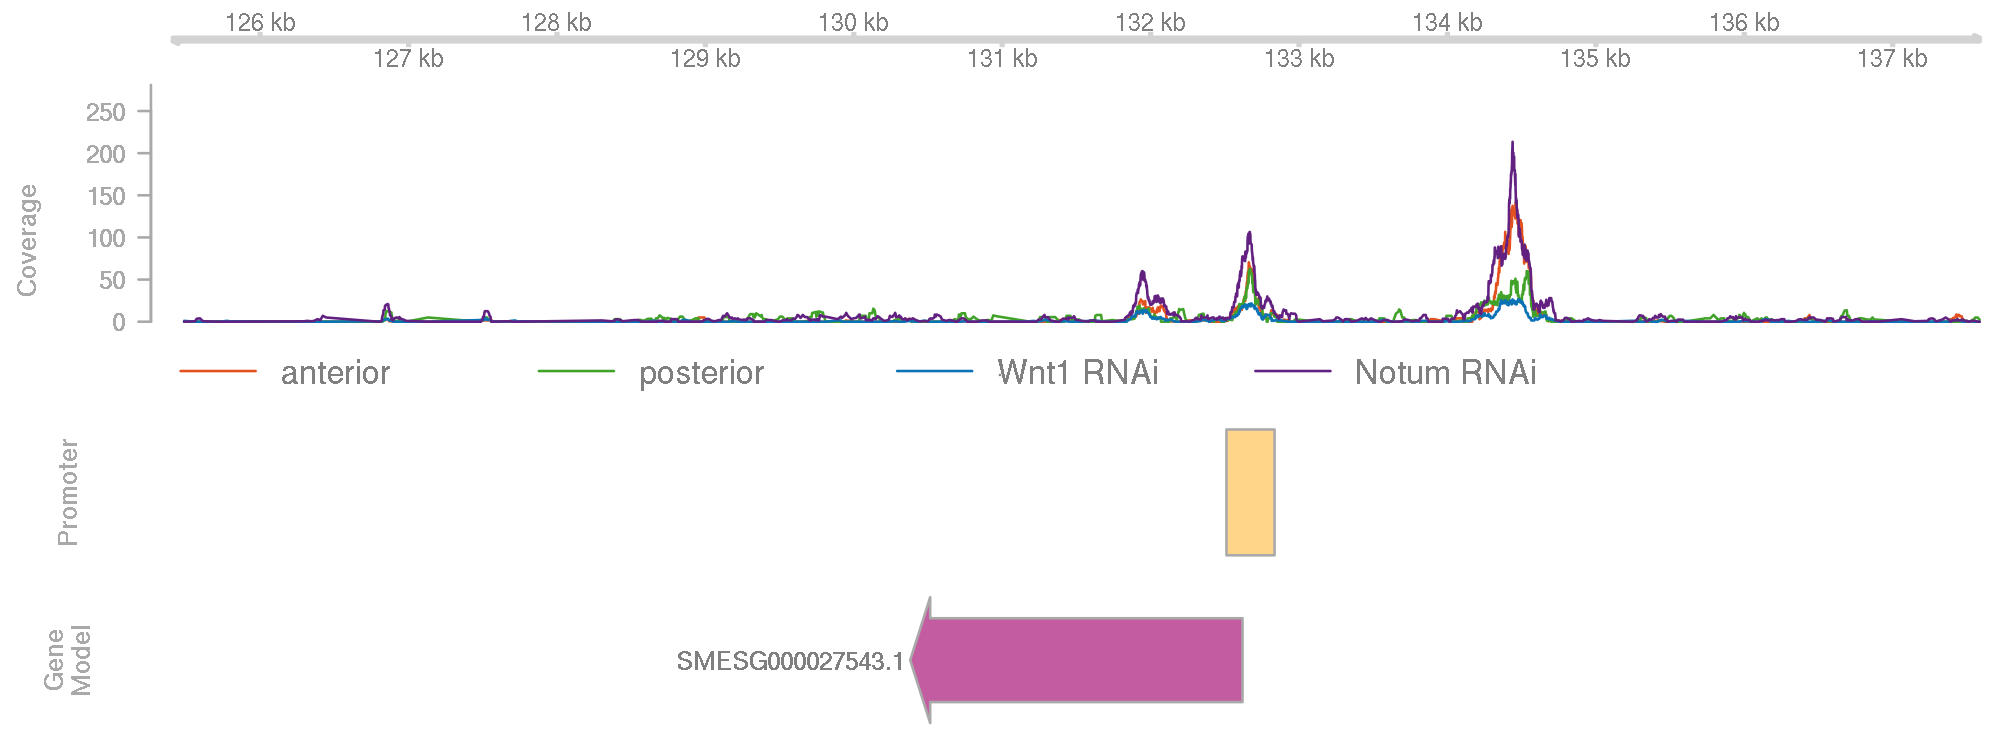 126 kb 128 kb 130 kb 132 kb 134 kb 136 kb
127 kb 129 kb 131 kb 133 kb 135 kb 137 kb
Coverage
250
200
150
100
50
0
anterior posterior Wnt1 RNAi Notum RNAi
Promoter
Gene
Model
SMESG000027543.1